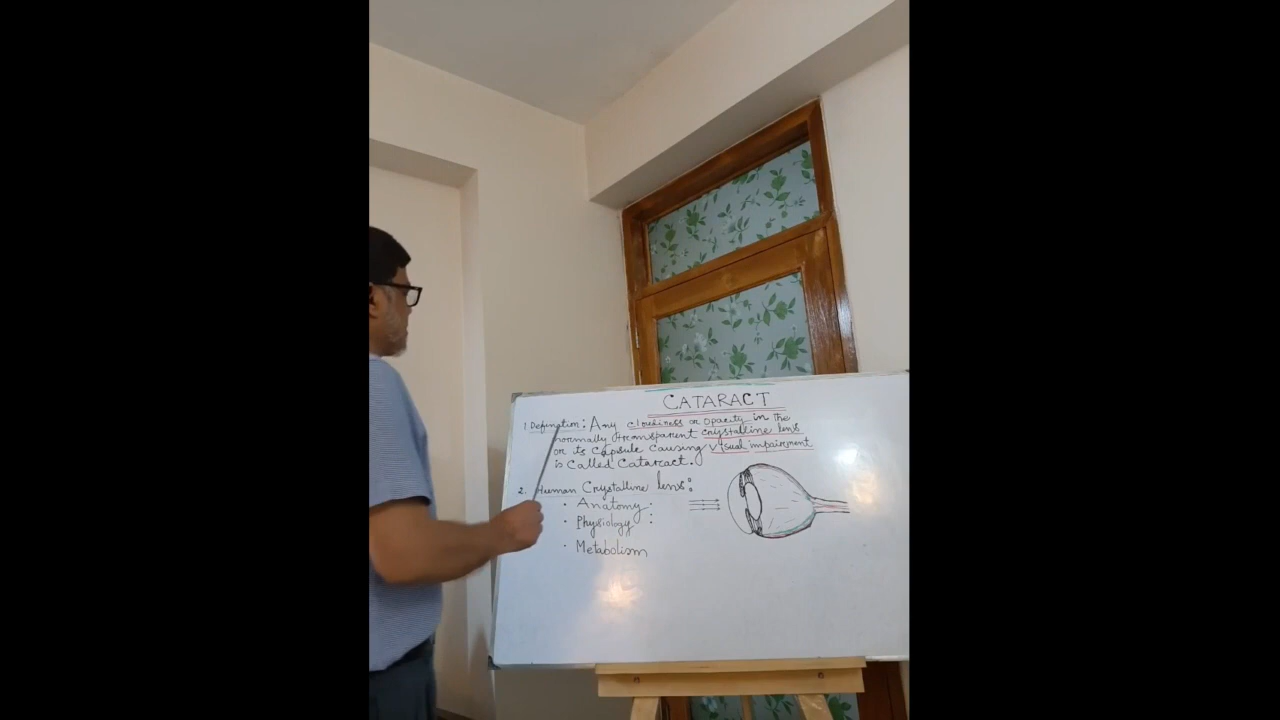 CATARACT
1. Definition: Any cloudiness or opacity in the
normally transparent crystalline lens
or its capsule causing visual impairment
is called Cataract.
2. Human Crystalline lens:
· Anatomy :
· Physiology :
· Metabolism